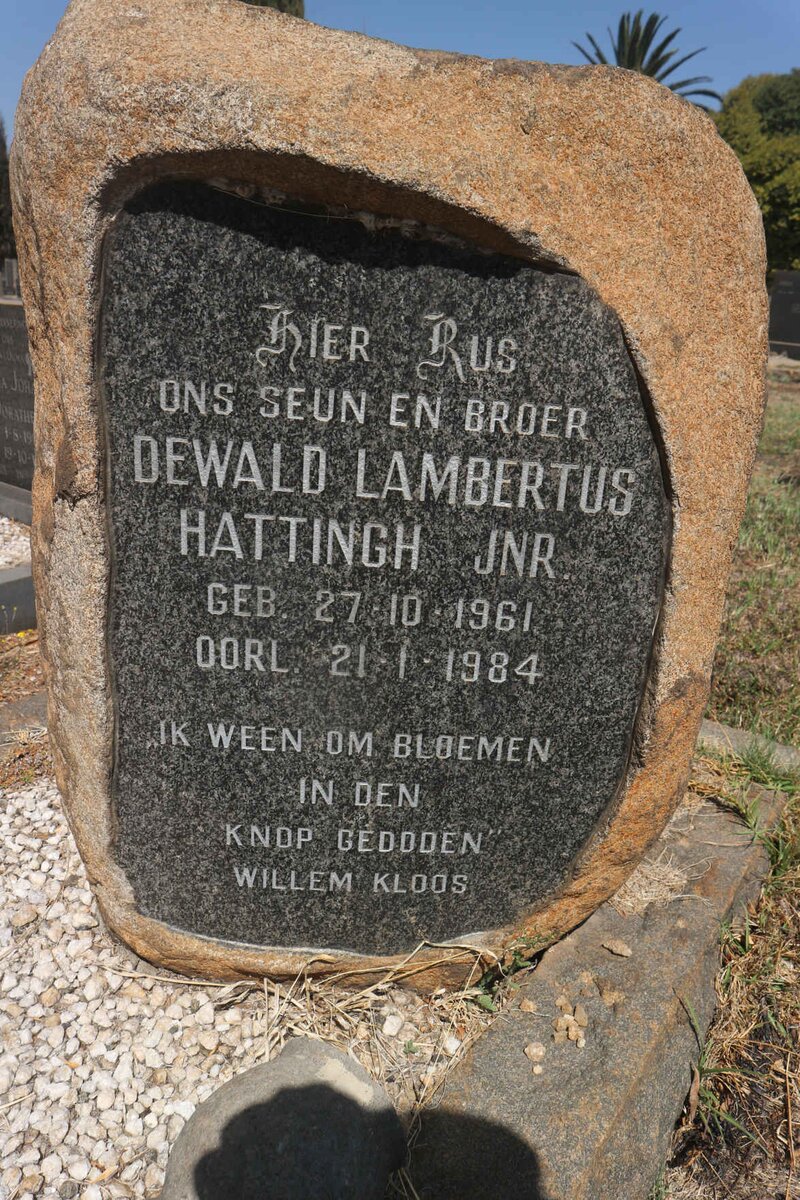 HIER RUS
ONS SEUN EN BROER
DEWALD LAMBERTUS
HATTINGH JNR.
GEB. 27·10·1961
OORL. 21·1·1984
„IK WEEN OM BLOEMEN
IN DEN
KNOP GEDODEN”
WILLEM KLOOS